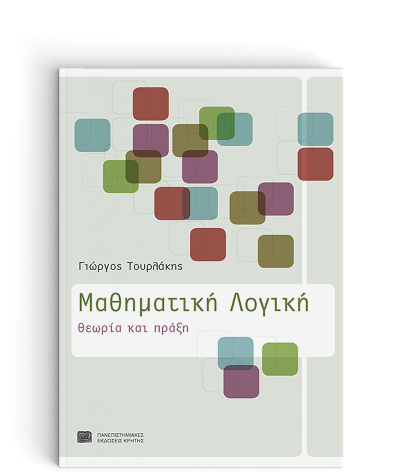 Γιώργος Τουρλάκης
Μαθηματική Λογική
θεωρία και πράξη
ΠΑΝΕΠΙΣΤΗΜΙΑΚΕΣ
ΕΚΔΟΣΕΙΣ ΚΡΗΤΗΣ